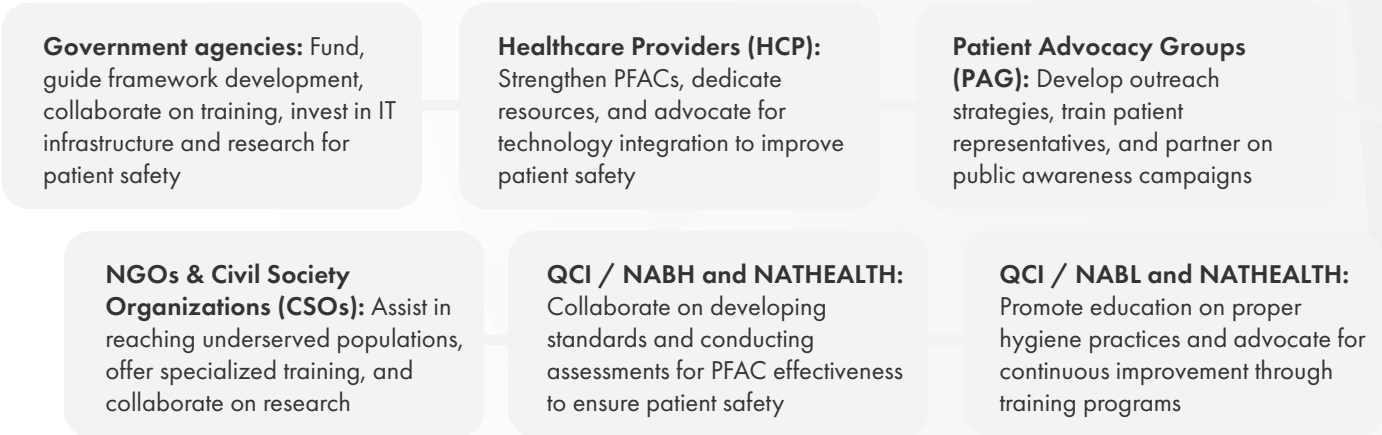 Government agencies: Fund,
guide framework development,
collaborate on training, invest in IT
infrastructure and research for
patient safety
Healthcare Providers (HCP):
Strengthen PFACs, dedicate
resources, and advocate for
technology integration to improve
patient safety
Patient Advocacy Groups
(PAG): Develop outreach
strategies, train patient
representatives, and partner on
public awareness campaigns
NGOs & Civil Society
Organizations (CSOs): Assist in
reaching underserved populations,
offer specialized training, and
collaborate on research
QCI / NABH and NATHEALTH:
Collaborate on developing
standards and conducting
assessments for PFAC effectiveness
to ensure patient safety
QCI / NABL and NATHEALTH:
Promote education on proper
hygiene practices and advocate for
continuous improvement through
training programs